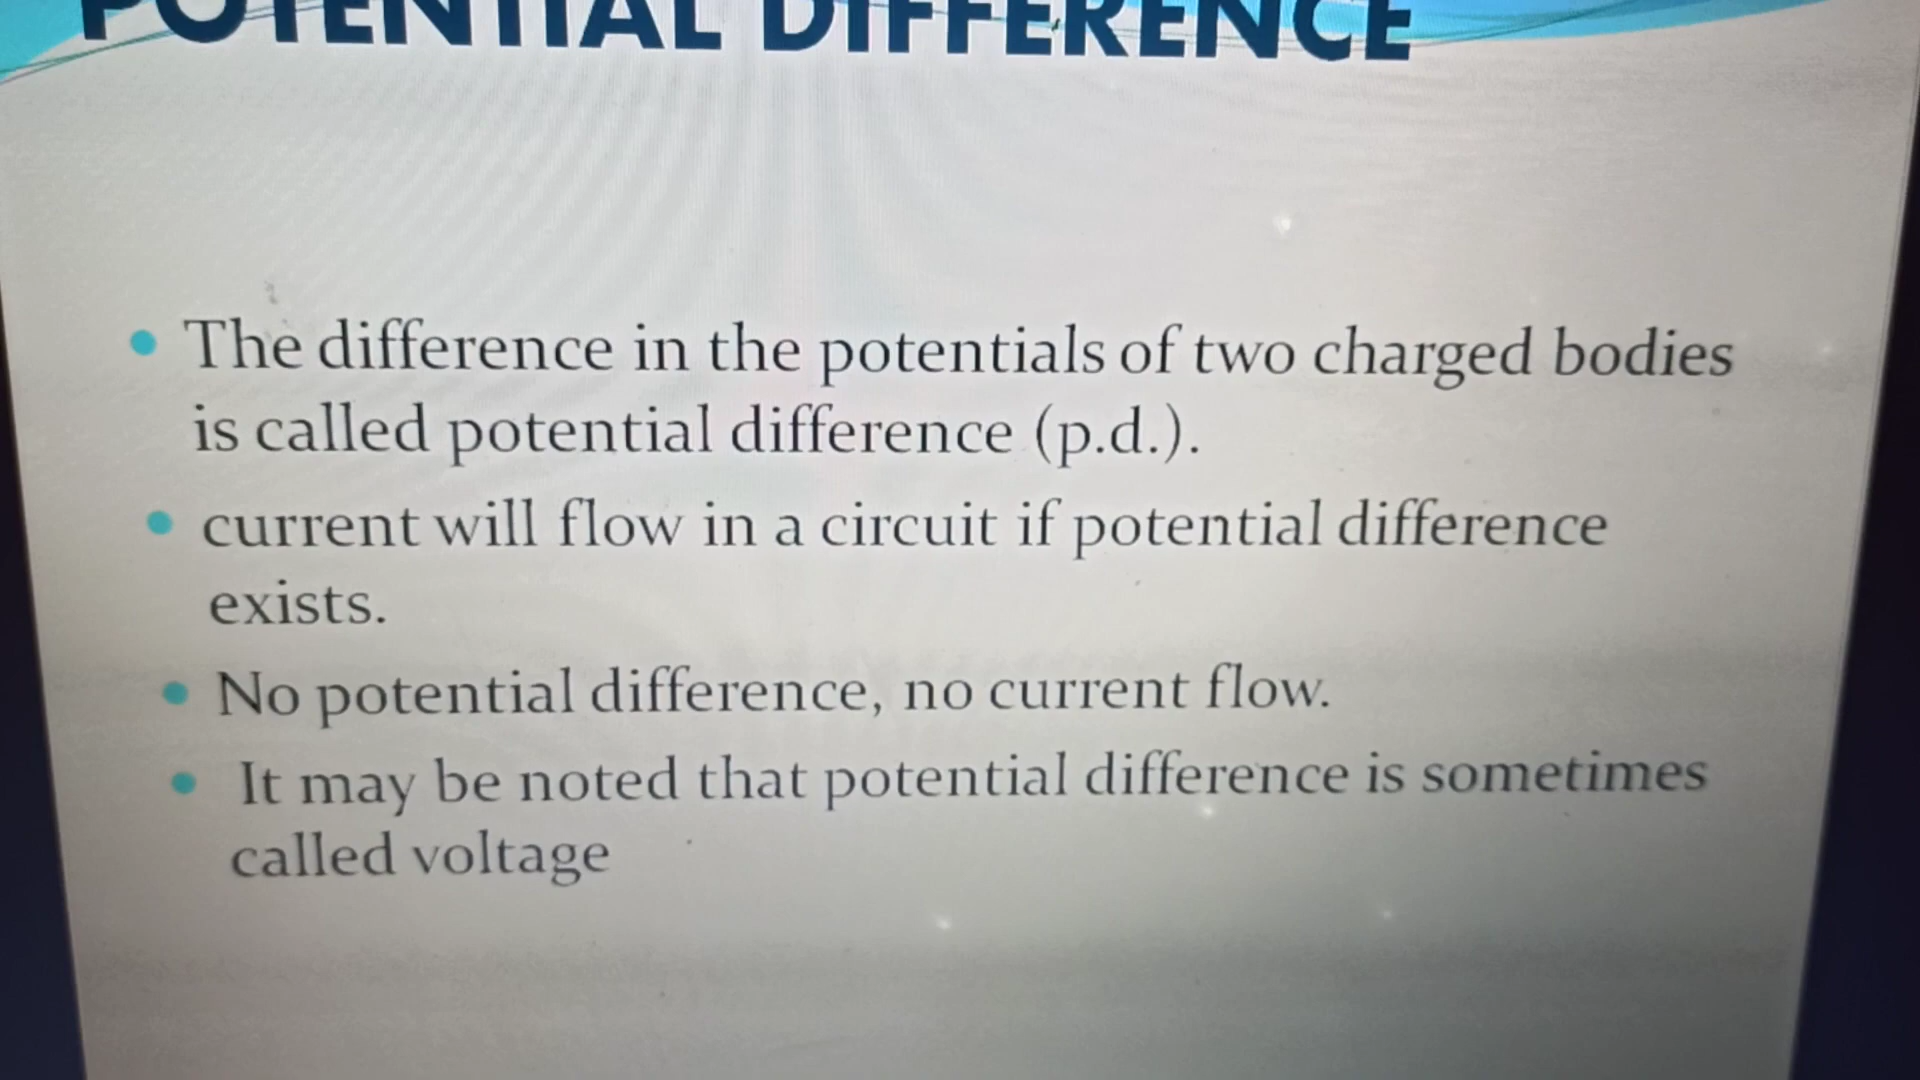 POTENTIAL DIFFERENCE
The difference in the potentials of two charged bodies
is called potential difference (p.d.).
current will flow in a circuit if potential difference
exists.
No potential difference, no current flow.
It may be noted that potential difference is sometimes
called voltage